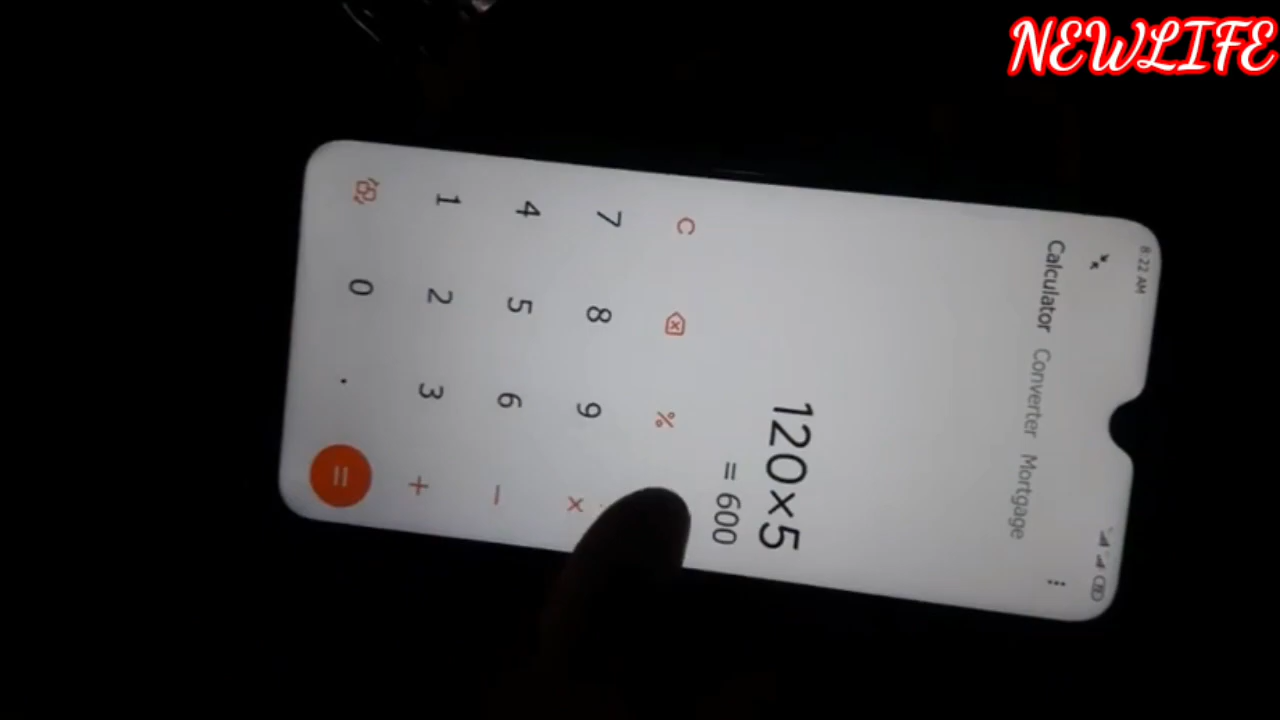 NEWLIFE
8:22 AM
Calculator Converter Mortgage
120×5
= 600
C %
7 8 9 ×
4 5 6 −
1 2 3 +
0 . =